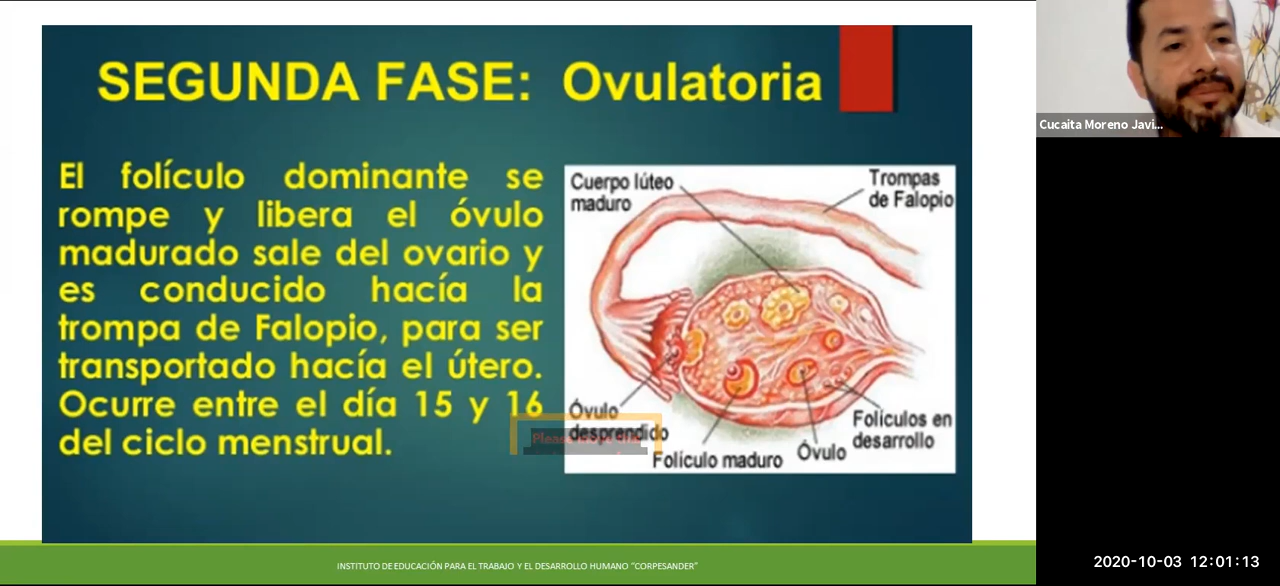 SEGUNDA FASE: Ovulatoria
El folículo dominante se
rompe y libera el óvulo
madurado sale del ovario y
es conducido hacía la
trompa de Falopio, para ser
transportado hacía el útero.
Ocurre entre el día 15 y 16
del ciclo menstrual.
Cuerpo lúteo
maduro
Trompas
de Falopio
Óvulo
desprendido
Folículo maduro
Óvulo
Folículos en
desarrollo
INSTITUTO DE EDUCACIÓN PARA EL TRABAJO Y EL DESARROLLO HUMANO “CORPESANDER”
Cucaita Moreno Javi...
2020-10-03 12:01:13